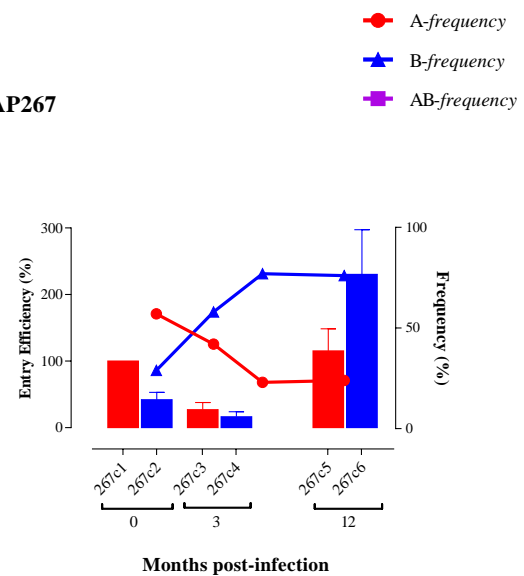 A-frequency
B-frequency
AB-frequency
AP267
300
200
100
0
Entry Efficiency (%)
100
50
0
Frequency (%)
267c1
267c2
267c3
267c4
267c5
267c6
0
3
12
Months post-infection